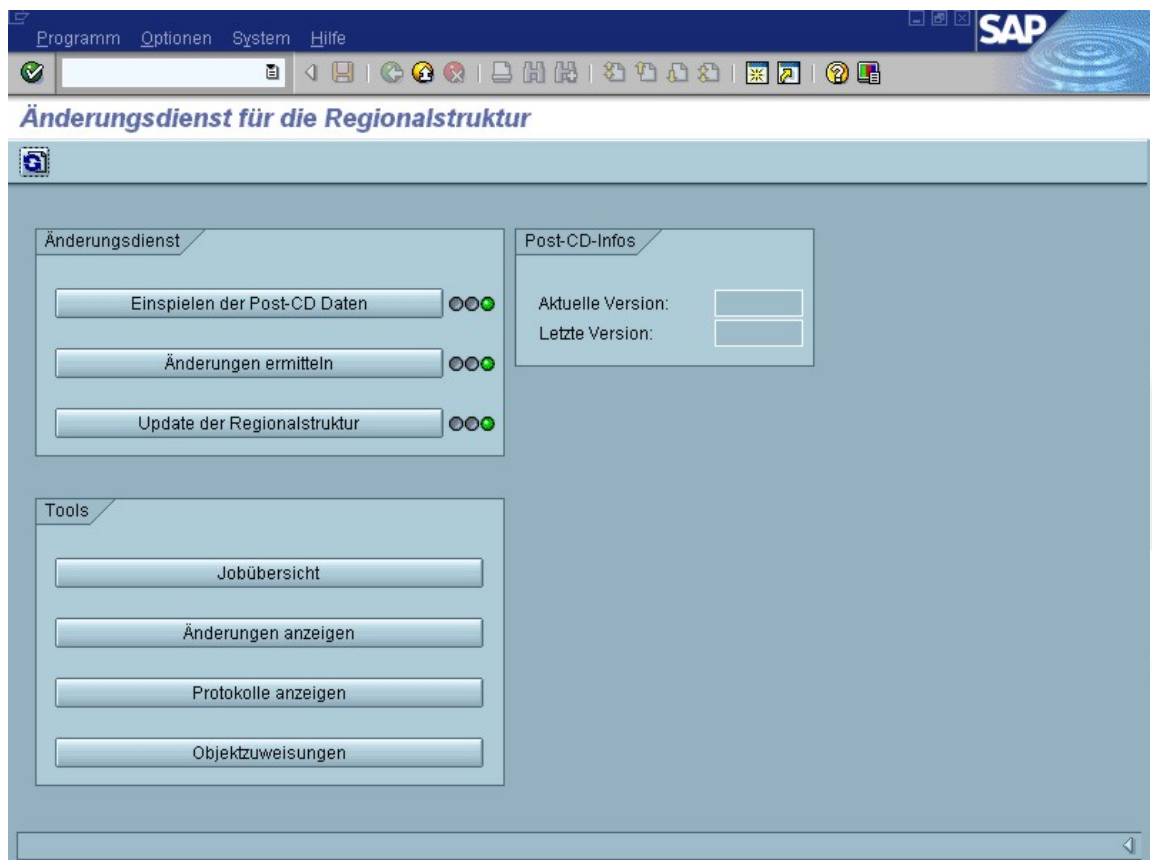 Programm Optionen System Hilfe
SAP
Änderungsdienst für die Regionalstruktur
Änderungsdienst
Einspielen der Post-CD Daten
Änderungen ermitteln
Update der Regionalstruktur
Post-CD-Infos
Aktuelle Version:
Letzte Version:
Tools
Jobübersicht
Änderungen anzeigen
Protokolle anzeigen
Objektzuweisungen